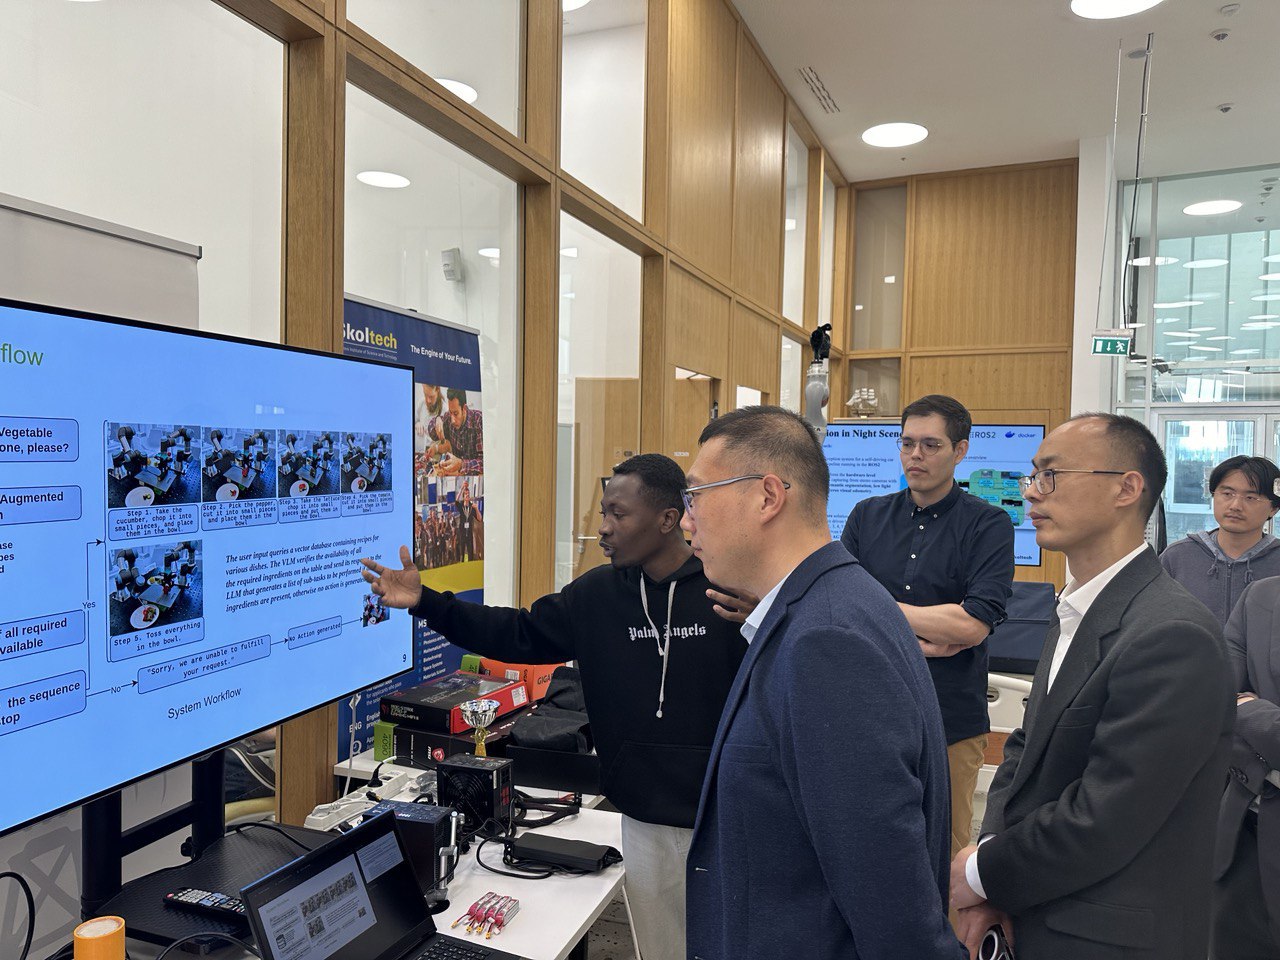 flow
Vegetable
one, please?
Augmented
all required
vailable
the sequence
top
Yes
No
Step 1. Take the
cucumber, chop it into
small pieces, and place
them in the bowl.
Step 2. Pick the pepper,
cut it into small pieces
and place them in the
bowl.
Step 3. Take the lettuce
chop it into small
pieces and put them in
the bowl.
Step 4. Pick the tomato,
cut it into small pieces
and put them in the
bowl.
Step 5. Toss everything
in the bowl.
The user input queries a vector database containing recipes for
various dishes. The VLM verifies the availability of all
the required ingredients on the table and send its to the
LLM that generates a list of sub-tasks to be performed
ingredients are present, otherwise no action is generated
"Sorry, we are unable to fulfill
your request."
No Action generated
System Workflow
9
Skoltech
The Engine of Your Future.
Palm Angels
ion in Night Scen
ROS2
docker
4090